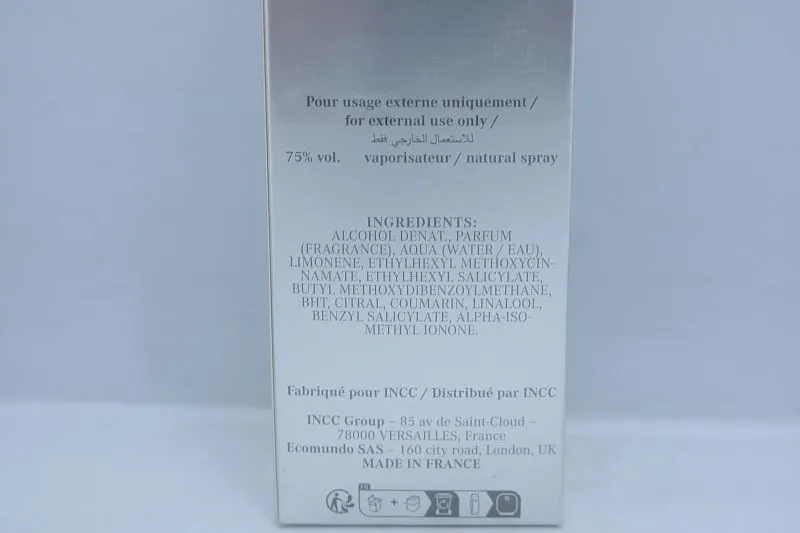 Pour usage externe uniquement /
for external use only /
للاستعمال الخارجي فقط
75% vol. vaporisateur / natural spray
INGREDIENTS:
ALCOHOL DENAT., PARFUM
(FRAGRANCE), AQUA (WATER / EAU),
LIMONENE, ETHYLHEXYL METHOXYCIN-
NAMATE, ETHYLHEXYL SALICYLATE,
BUTYL METHOXYDIBENZOYLMETHANE,
BHT, CITRAL, COUMARIN, LINALOOL,
BENZYL SALICYLATE, ALPHA-ISO-
METHYL IONONE.
Fabriqué pour INCC / Distribué par INCC
INCC Group – 85 av de Saint-Cloud –
78000 VERSAILLES, France
Ecomundo SAS – 160 city road, London, UK
MADE IN FRANCE
FR
+